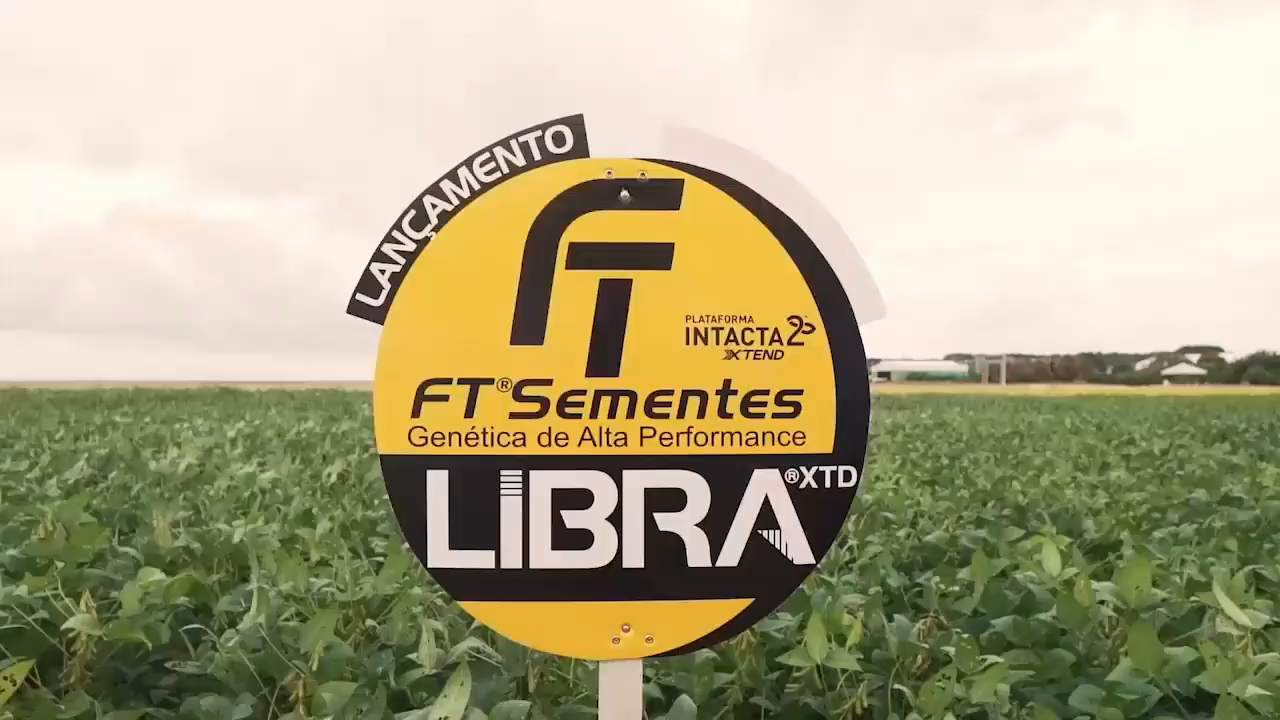 LANÇAMENTO
FT
PLATAFORMA
INTACTA 2
XTEND
FT®Sementes
Genética de Alta Performance
LIBRA®XTD